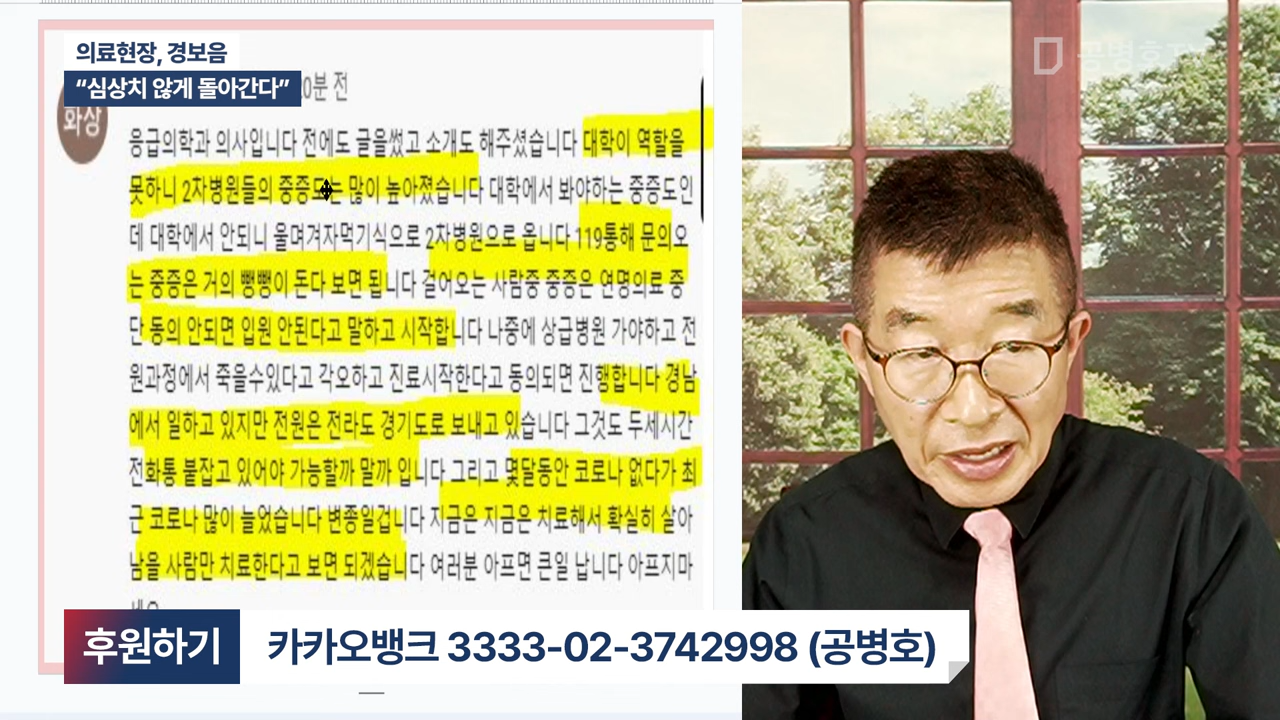 의료현장, 경보음
“심상치 않게 돌아간다”
0분 전
화상
응급의학과 의사입니다 전에도 글을썼고 소개도 해주셨습니다 대학이 역할을
못하니 2차병원들의 중증도는 많이 높아졌습니다 대학에서 봐야하는 중증도인
데 대학에서 안되니 울며겨자먹기식으로 2차병원으로 옵니다 119통해 문의오
는 중증은 거의 뺑뺑이 돈다 보면 됩니다 걸어오는 사람중 중증은 연명의료 중
단 동의 안되면 입원 안된다고 말하고 시작합니다 나중에 상급병원 가야하고 전
원과정에서 죽을수있다고 각오하고 진료시작한다고 동의되면 진행합니다 경남
에서 일하고 있지만 전원은 전라도 경기도로 보내고 있습니다 그것도 두세시간
전화통 붙잡고 있어야 가능할까 말까 입니다 그리고 몇달동안 코로나 없다가 최
근 코로나 많이 늘었습니다 변종일겁니다 지금은 지금은 치료해서 확실히 살아
남을 사람만 치료한다고 보면 되겠습니다 여러분 아프면 큰일 납니다 아프지마
세요
후원하기
카카오뱅크 3333-02-3742998 (공병호)
공병호TV